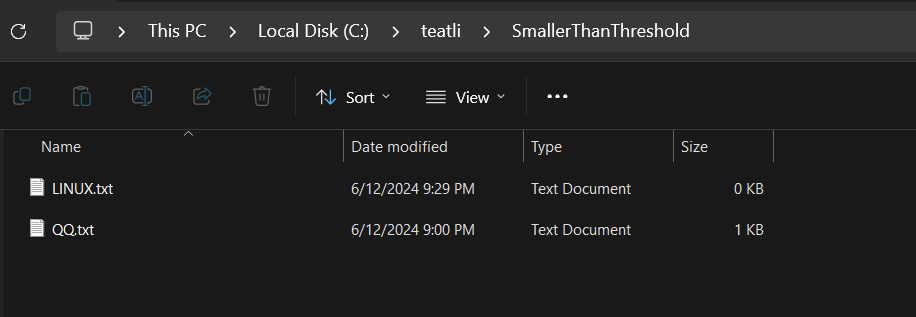 This PC > Local Disk (C:) > teatli > SmallerThanThreshold
Sort View •••
Name Date modified Type Size
LINUX.txt 6/12/2024 9:29 PM Text Document 0 KB
QQ.txt 6/12/2024 9:00 PM Text Document 1 KB